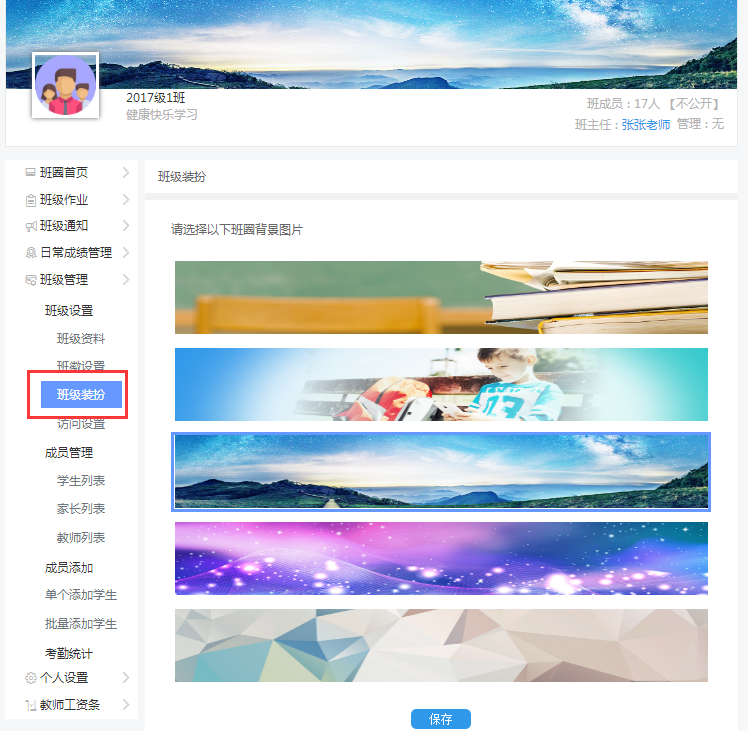 2017级1班
健康快乐学习
班成员：17人 【不公开】
班主任：张张老师 管理：无
班圈首页
班级作业
班级通知
日常成绩管理
班级管理
班级设置
班级资料
班徽设置
班级装扮
访问设置
成员管理
学生列表
家长列表
教师列表
成员添加
单个添加学生
批量添加学生
考勤统计
个人设置
教师工资条
班级装扮
请选择以下班圈背景图片
保存